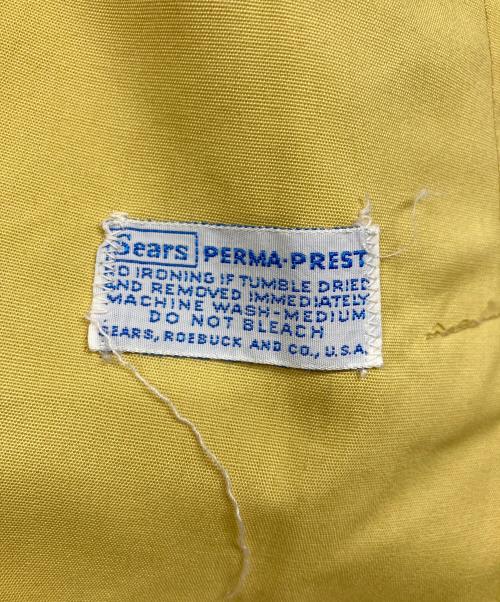 Sears PERMA-PREST
NO IRONING IF TUMBLE DRIED
AND REMOVED IMMEDIATELY
MACHINE WASH-MEDIUM
DO NOT BLEACH
SEARS, ROEBUCK AND CO., U.S.A.